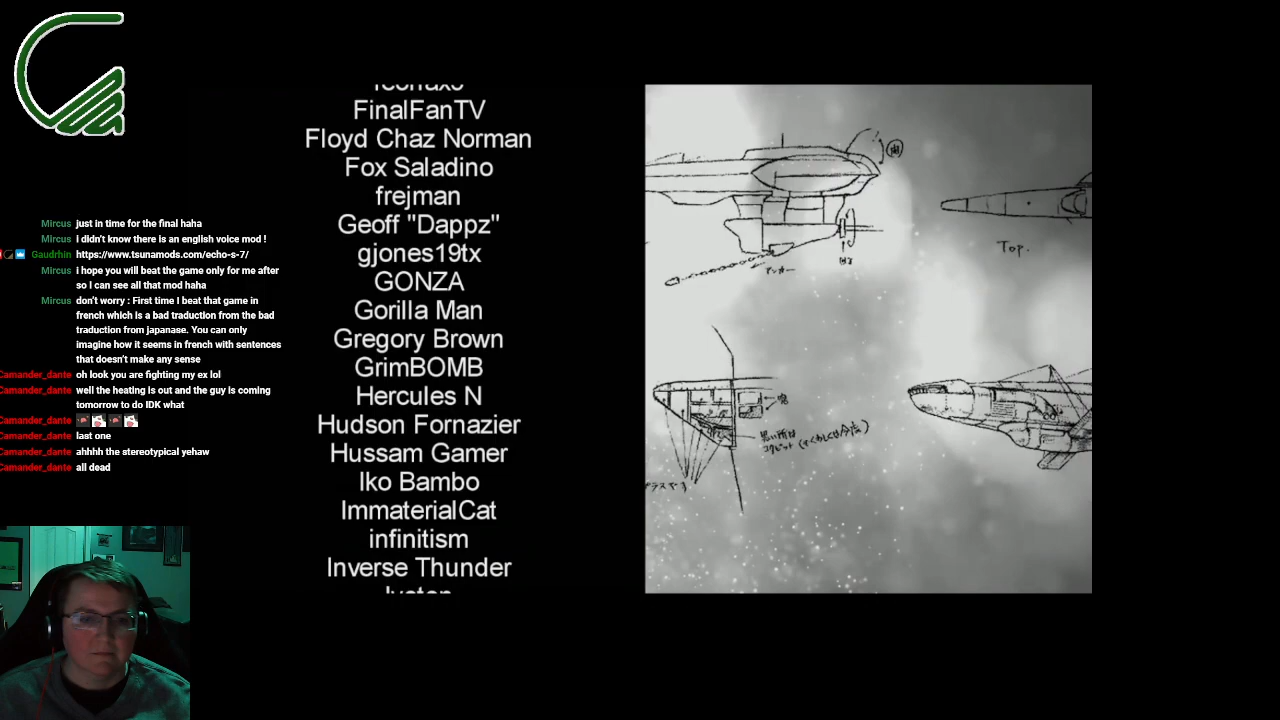 Mircus just in time for the final haha
Mircus I didn't know there is an english voice mod !
Gaudrhin https://www.tsunamods.com/echo-s-7/
Mircus i hope you will beat the game only for me after
so I can see all that mod haha
Mircus don't worry : First time I beat that game in
french which is a bad traduction from the bad
traduction from japanase. You can only
imagine how it seems in french with sentences
that doesn't make any sense
Camander_dante oh look you are fighting my ex lol
Camander_dante well the heating is out and the guy is coming
tomorrow to do IDK what
Camander_dante
Camander_dante last one
Camander_dante ahhhh the stereotypical yehaw
Camander_dante all dead
FinalFanTV
Floyd Chaz Norman
Fox Saladino
frejman
Geoff "Dappz"
gjones19tx
GONZA
Gorilla Man
Gregory Brown
GrimBOMB
Hercules N
Hudson Fornazier
Hussam Gamer
Iko Bambo
ImmaterialCat
infinitism
Inverse Thunder
アンカー
Top.